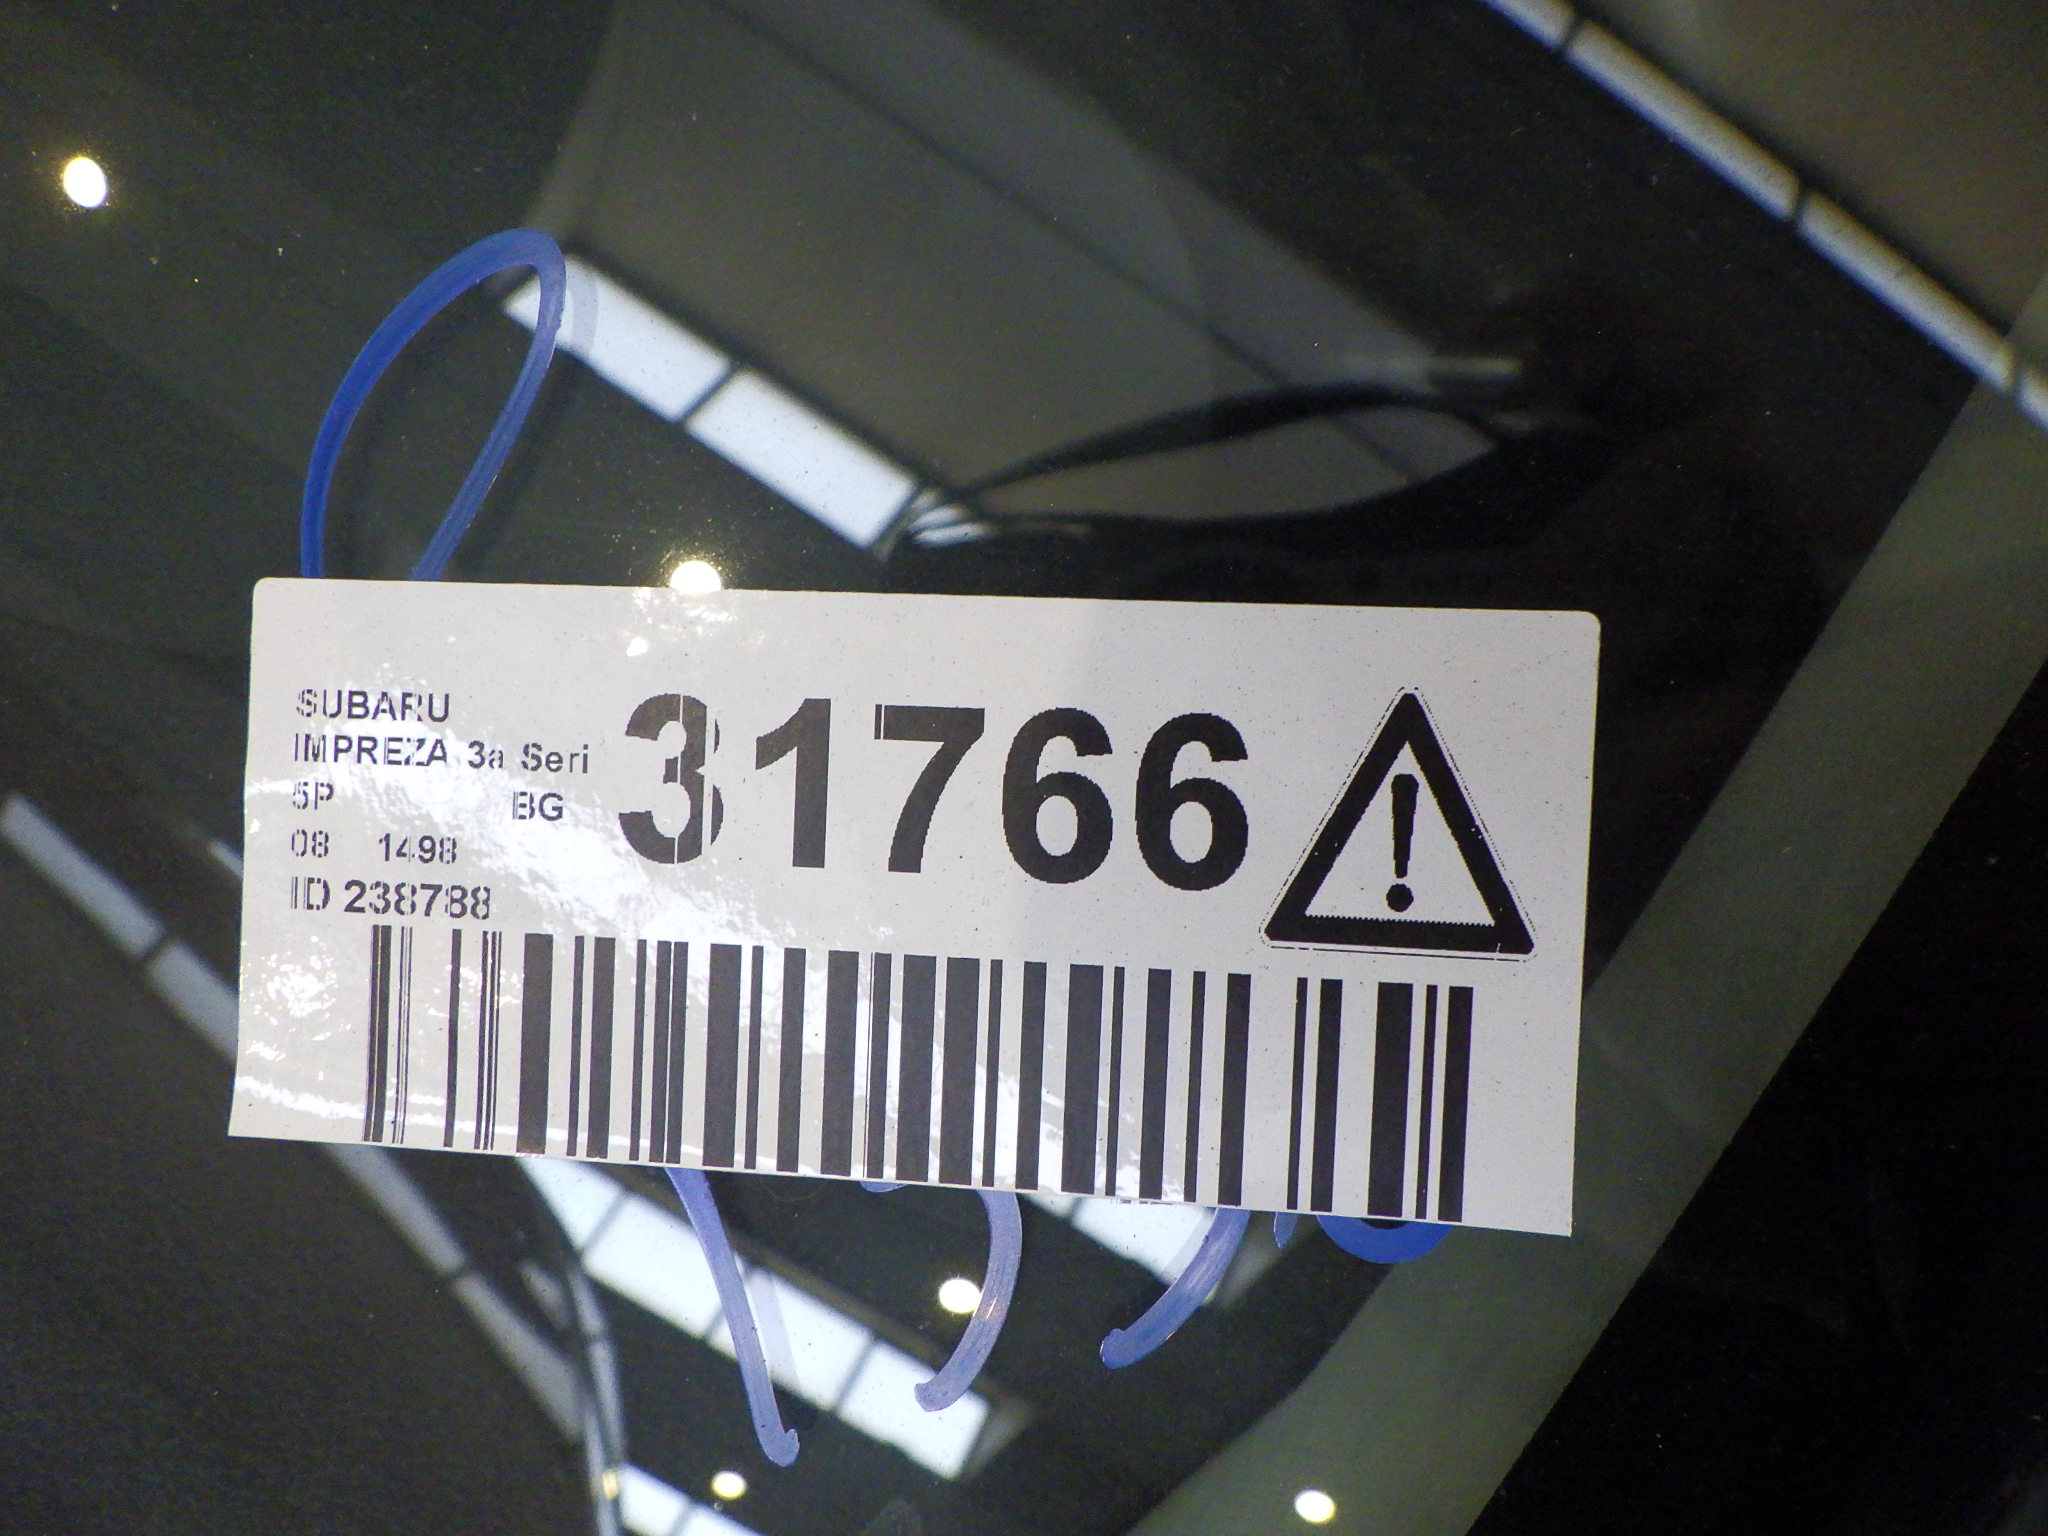 SUBARU
IMPREZA 3a Seri
5P BG
08 1498
ID 238788
31766
!